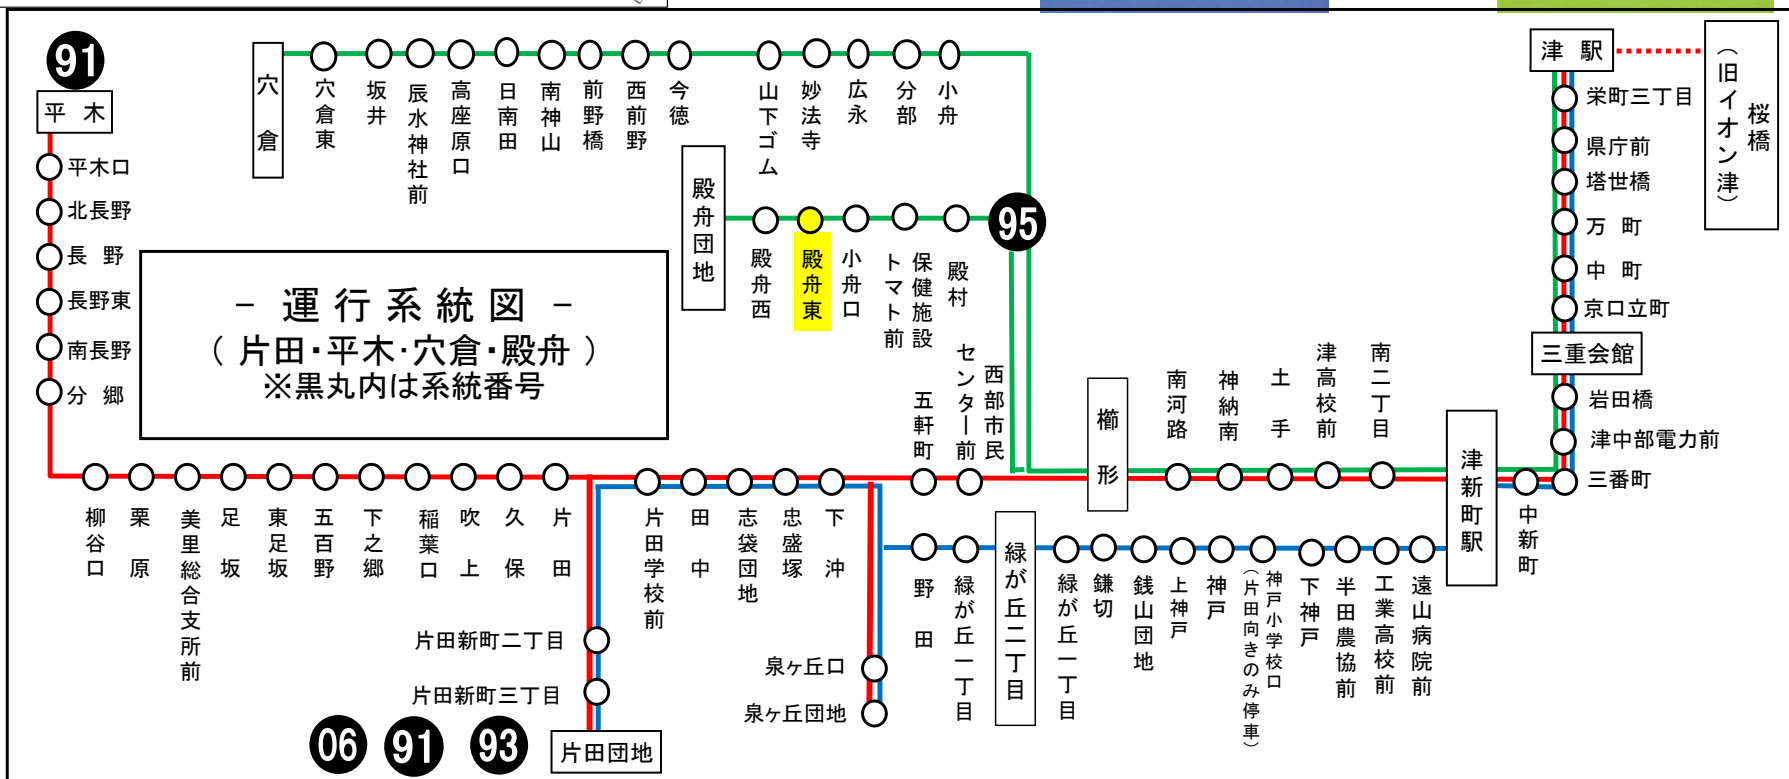 91
平 木
平木口
北長野
長 野
長野東
南長野
分 郷
穴倉
穴倉東
坂井
辰水神社前
高座原口
日南田
南神山
前野橋
西前野
今徳
山下ゴム
妙法寺
広永
分部
小舟
殿舟団地
殿舟西
殿舟東
小舟口
保健施設
トマト前
殿村
95
- 運 行 系 統 図 -
( 片田・平木・穴倉・殿舟 )
※黒丸内は系統番号
柳谷口
栗原
美里総合支所前
足坂
東足坂
五百野
下之郷
稲葉口
吹上
久保
片田
片田学校前
田中
志袋団地
忠盛塚
下沖
五軒町
西部市民
センター前
櫛形
南河路
神納南
土手
津高校前
南二丁目
津新町駅
中新町
三番町
津中部電力前
岩田橋
三重会館
京口立町
中 町
万 町
塔世橋
県庁前
栄町三丁目
津 駅
桜橋
(旧イオン津)
片田新町二丁目
片田新町三丁目
片田団地
06
91
93
泉ヶ丘口
泉ヶ丘団地
野田
緑が丘一丁目
緑が丘二丁目
緑が丘一丁目
鎌切
銭山団地
上神戸
神戸
神戸小学校口
(片田向きのみ停車)
下神戸
半田農協前
工業高校前
遠山病院前